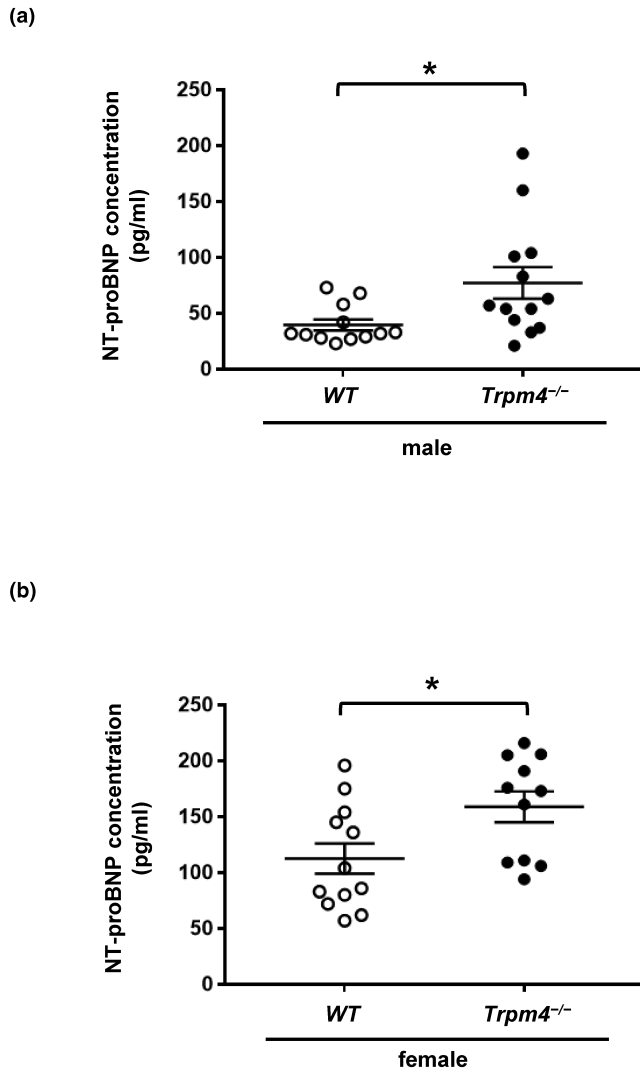 (a)
*
NT-proBNP concentration
(pg/ml)
250
200
150
100
50
0
WT
Trpm4−/−
male
(b)
*
NT-proBNP concentration
(pg/ml)
250
200
150
100
50
0
WT
Trpm4−/−
female